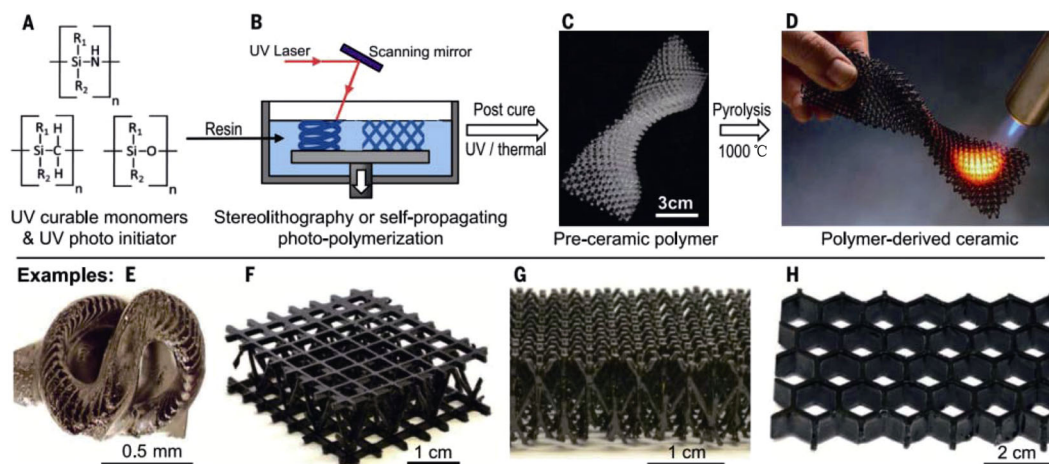 A
R₁
H
Si
N
R₂
n
R₁
H
Si
C
R₂
H
n
R₁
Si
O
R₂
n
UV curable monomers
& UV photo initiator
B
UV Laser
Scanning mirror
Resin
Stereolithography or self-propagating
photo-polymerization
Post cure
UV / thermal
C
3cm
Pre-ceramic polymer
Pyrolysis
1000 ℃
D
Polymer-derived ceramic
Examples: E
0.5 mm
F
1 cm
G
1 cm
H
2 cm